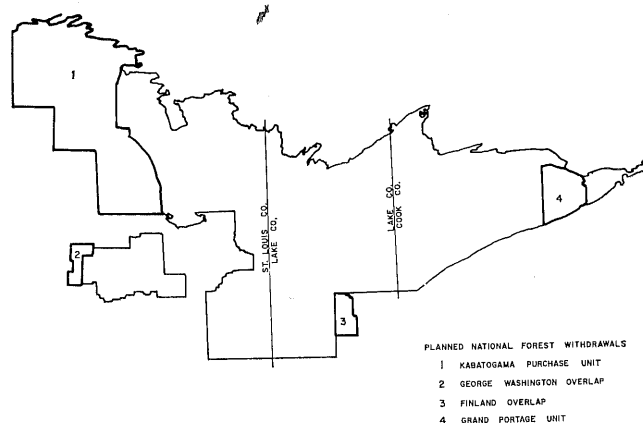 1
ST. LOUIS CO.
LAKE CO.
LAKE CO.
COOK CO.
4
2
3
PLANNED NATIONAL FOREST WITHDRAWALS
1 KABATOGAMA PURCHASE UNIT
2 GEORGE WASHINGTON OVERLAP
3 FINLAND OVERLAP
4 GRAND PORTAGE UNIT